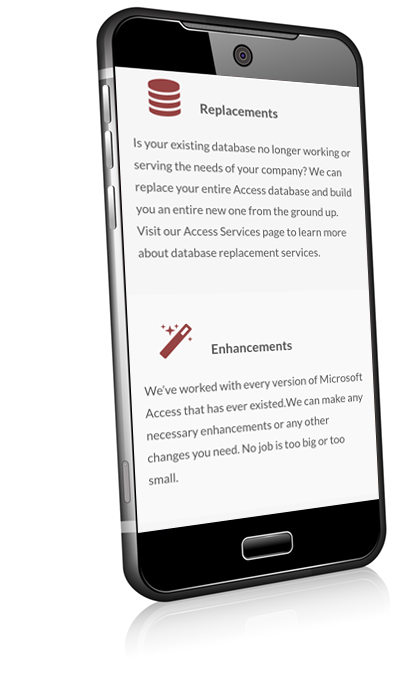 Replacements
Is your existing database no longer working or
serving the needs of your company? We can
replace your entire Access database and build
you an entire new one from the ground up.
Visit our Access Services page to learn more
about database replacement services.
Enhancements
We've worked with every version of Microsoft
Access that has ever existed.We can make any
necessary enhancements or any other
changes you need. No job is too big or too
small.